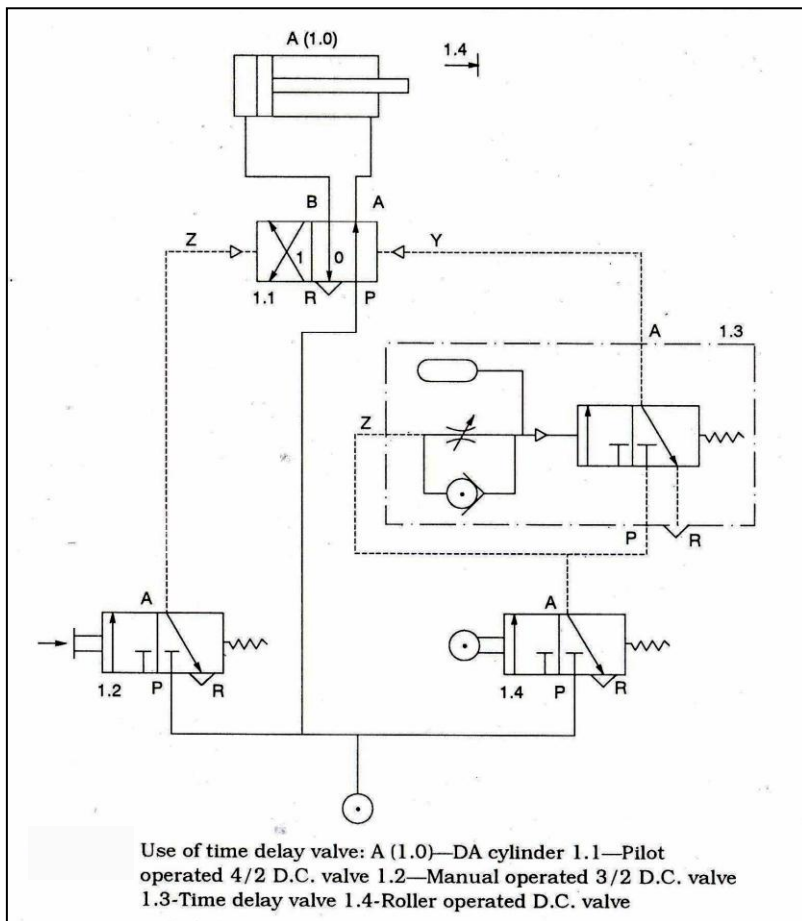 A (1.0)
1.4
B A
Z Y
1 0
1.1 R P
A 1.3
Z
P R
A A
1.2 P R 1.4 P R
Use of time delay valve: A (1.0)—DA cylinder 1.1—Pilot
operated 4/2 D.C. valve 1.2—Manual operated 3/2 D.C. valve
1.3-Time delay valve 1.4-Roller operated D.C. valve